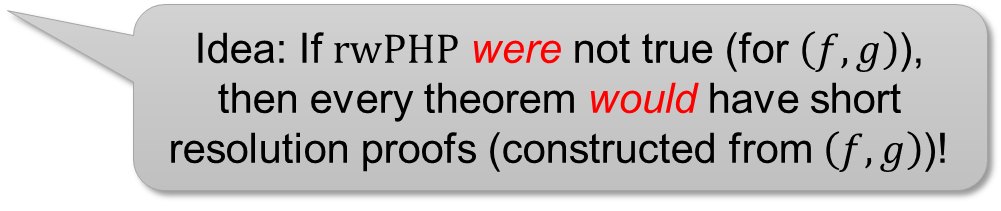 Idea: If rwPHP were not true (for (f, g)),
then every theorem would have short
resolution proofs (constructed from (f, g))!